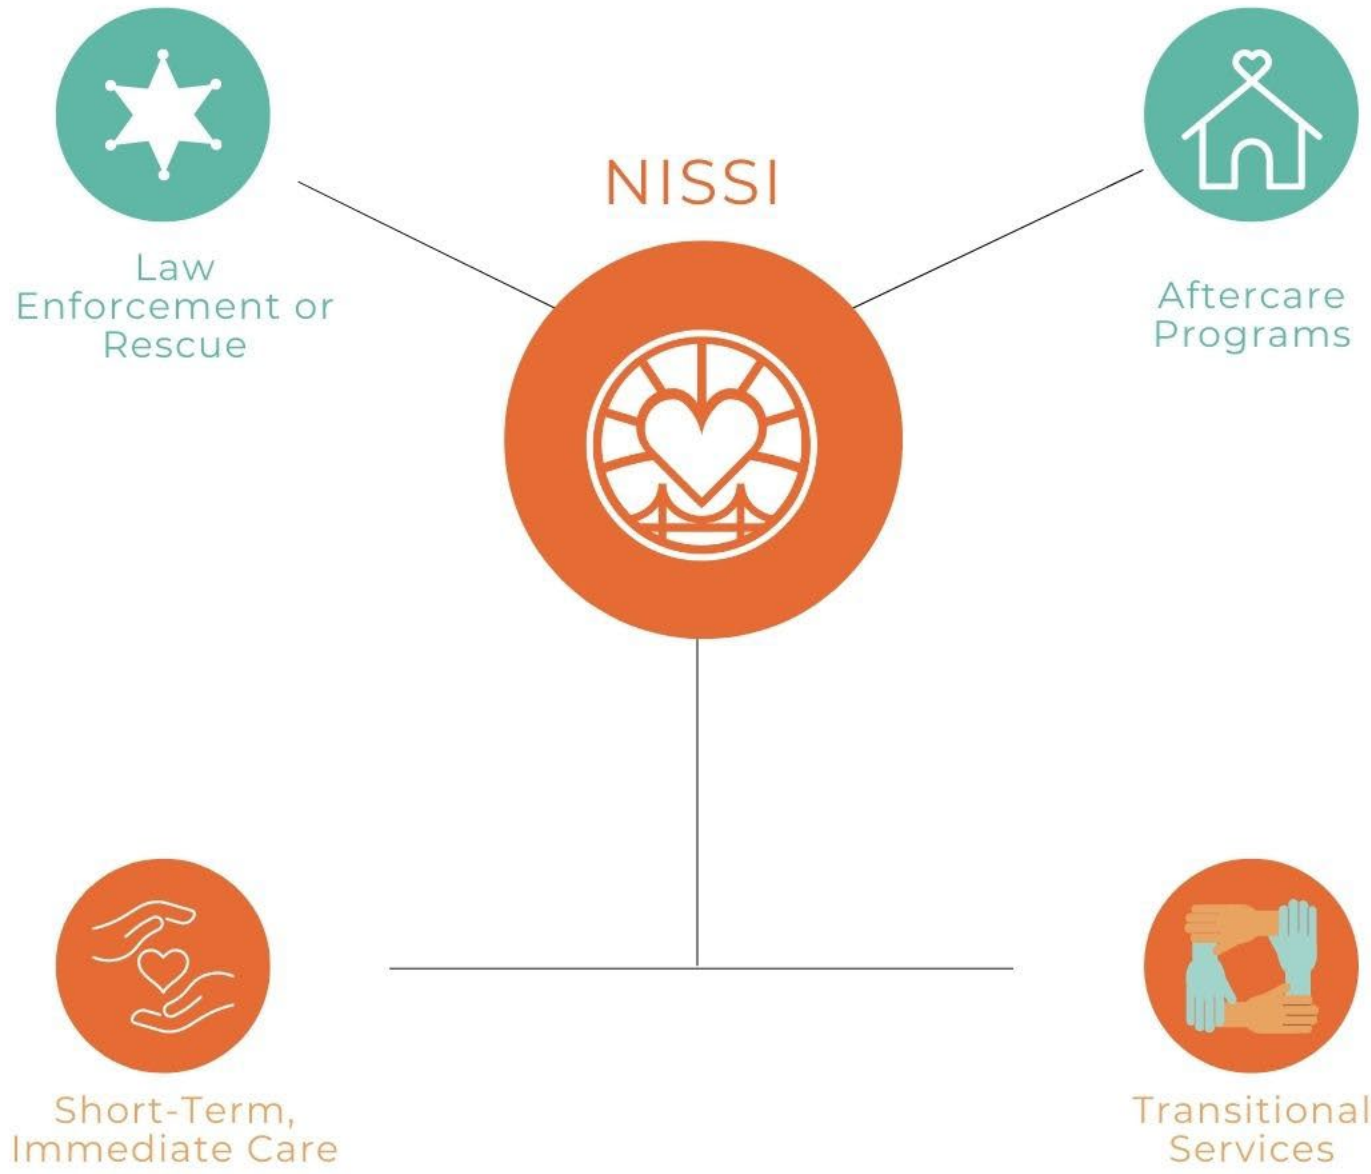 NISSI
Law
Enforcement or
Rescue
Aftercare
Programs
Short-Term,
Immediate Care
Transitional
Services